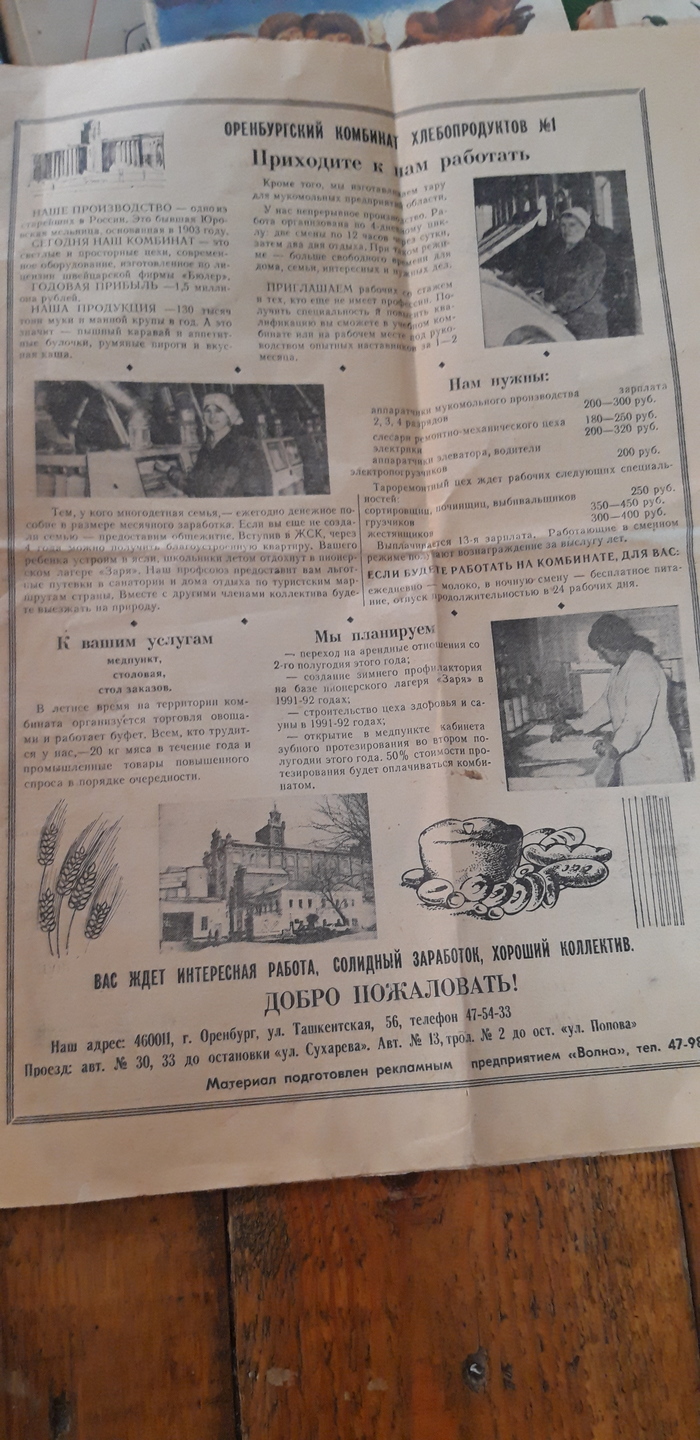 ОРЕНБУРГСКИЙ КОМБИНАТ ХЛЕБОПРОДУКТОВ №1
Приходите к нам работать
НАШЕ ПРОИЗВОДСТВО — одно из
старейших в России. Это бывшая Юро-
вская мельница, основанная в 1903 году.
СЕГОДНЯ НАШ КОМБИНАТ — это
светлые и просторные цехи, современ-
ное оборудование, изготовленное по ли-
цензии швейцарской фирмы «Бюлер».
ГОДОВАЯ ПРИБЫЛЬ —1,5 милли-
она рублей.
НАША ПРОДУКЦИЯ —130 тысяч
тонн муки и манной крупы в год. А это
значит — пышный каравай и аппетит-
ные булочки, румяные пироги и вкус-
ная каша.
Кроме того, мы изготавливаем тару
для мукомольных предприятий области.
У нас непрерывное производство. Ра-
бота организована по 4-дневному цик-
лу: две смены по 12 часов через сутки,
затем два дня отдыха. При таком режи-
ме — больше свободного времени для
дома, семьи, интересных и нужных дел.
ПРИГЛАШАЕМ рабочих со стажем
и тех, кто еще не имеет профессии. По-
лучить специальность и повысить ква-
лификацию вы сможете в учебном ком-
бинате или на рабочем месте под руко-
водством опытных наставников за 1—2
месяца.
Нам нужны:
зарплата
аппаратчики мукомольного производства
2, 3, 4 разрядов 200—300 руб.
слесаря ремонтно-механического цеха 180—250 руб.
электрики 200—320 руб.
аппаратчики элеватора, водители
электропогрузчиков 200 руб.
Тароремонтный цех ждет рабочих следующих специаль-
ностей:
сортировщиц, починщиц, выбивальщиков 250 руб.
грузчиков 350—450 руб.
жестянщиков 300—400 руб.
Выплачивается 13-я зарплата. Работающие в сменном
режиме получают вознаграждение за выслугу лет.
ЕСЛИ БУДЕТЕ РАБОТАТЬ НА КОМБИНАТЕ, ДЛЯ ВАС:
ежедневно — молоко, в ночную смену — бесплатное пита-
ние, отпуск продолжительностью в 24 рабочих дня.
Тем, у кого многодетная семья,— ежегодно денежное по-
собие в размере месячного заработка. Если вы еще не созда-
ли семью — предоставим общежитие. Вступив в ЖСК, через
4 года можно получить благоустроенную квартиру. Вашего
ребенка устроим в ясли, школьники летом отдохнут в пионер-
ском лагере «Заря». Наш профсоюз предоставит вам льгот-
ные путевки в санатории и дома отдыха по туристским мар-
шрутам страны. Вместе с другими членами коллектива буде-
те выезжать на природу.
К вашим услугам
медпункт,
столовая,
стол заказов.
В летнее время на территории ком-
бината организуется торговля овоща-
ми и работает буфет. Всем, кто трудит-
ся у нас,—20 кг мяса в течение года и
промышленные товары повышенного
спроса в порядке очередности.
Мы планируем
— переход на арендные отношения со
2-го полугодия этого года;
— создание зимнего профилактория
на базе пионерского лагеря «Заря» в
1991-92 годах;
— строительство цеха здоровья и са-
уны в 1991-92 годах;
— открытие в медпункте кабинета
зубного протезирования во втором по-
лугодии этого года. 50% стоимости про-
тезирования будет оплачиваться комби-
натом.
ВАС ЖДЕТ ИНТЕРЕСНАЯ РАБОТА, СОЛИДНЫЙ ЗАРАБОТОК, ХОРОШИЙ КОЛЛЕКТИВ.
ДОБРО ПОЖАЛОВАТЬ!
Наш адрес: 460011, г. Оренбург, ул. Ташкентская, 56, телефон 47-54-33
Проезд: авт. № 30, 33 до остановки «ул. Сухарева». Авт. № 13, трол. № 2 до ост. «ул. Попова»
Материал подготовлен рекламным предприятием «Волна», тел. 47-98